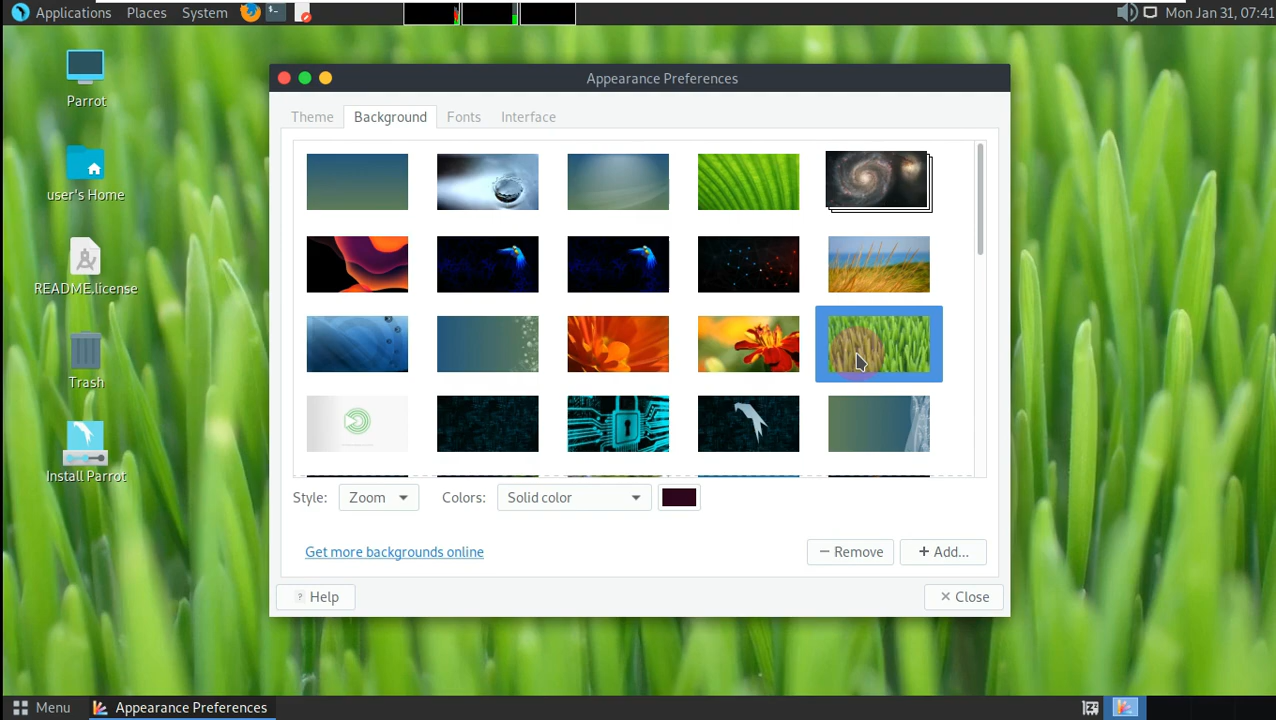 Applications Places System Mon Jan 31, 07:41
Parrot
user's Home
README.license
Trash
Install Parrot
Appearance Preferences
Theme Background Fonts Interface
Style: Zoom Colors: Solid color
Get more backgrounds online − Remove + Add...
? Help × Close
Menu Appearance Preferences